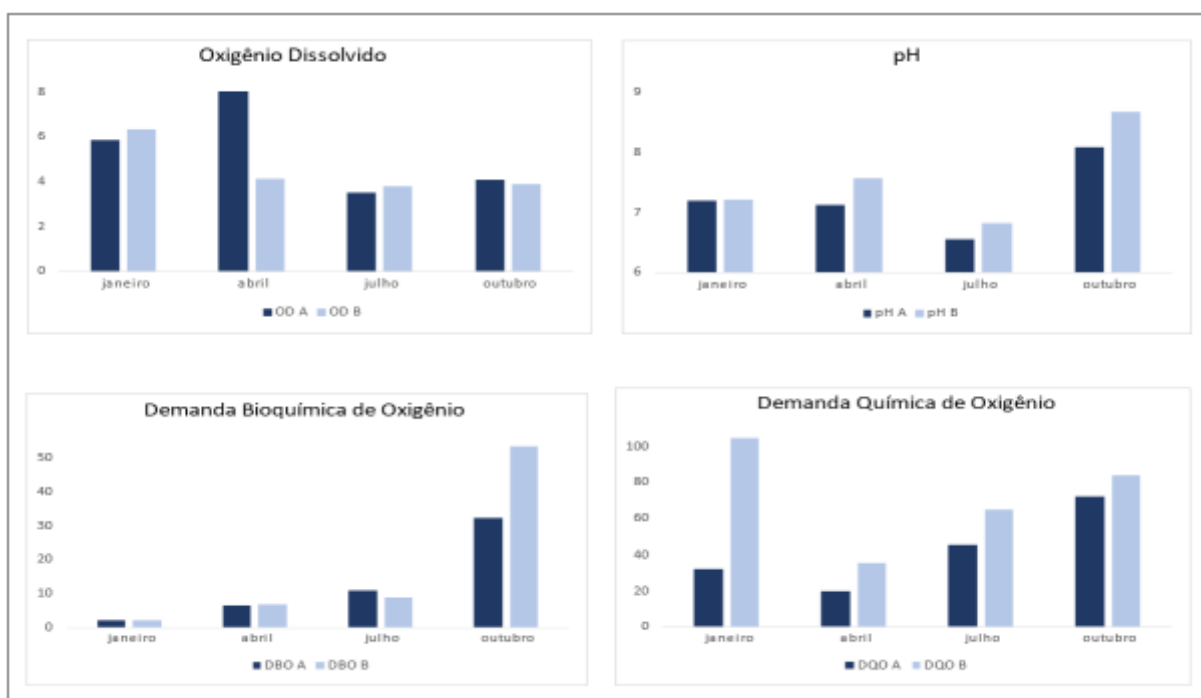 Oxigênio Dissolvido
8
6
4
2
0
janeiro abril julho outubro
OD A OD B
pH
9
8
7
6
janeiro abril julho outubro
pH A pH B
Demanda Bioquímica de Oxigênio
50
40
30
20
10
0
janeiro abril julho outubro
DBO A DBO B
Demanda Química de Oxigênio
100
80
60
40
20
0
janeiro abril julho outubro
DQO A DQO B